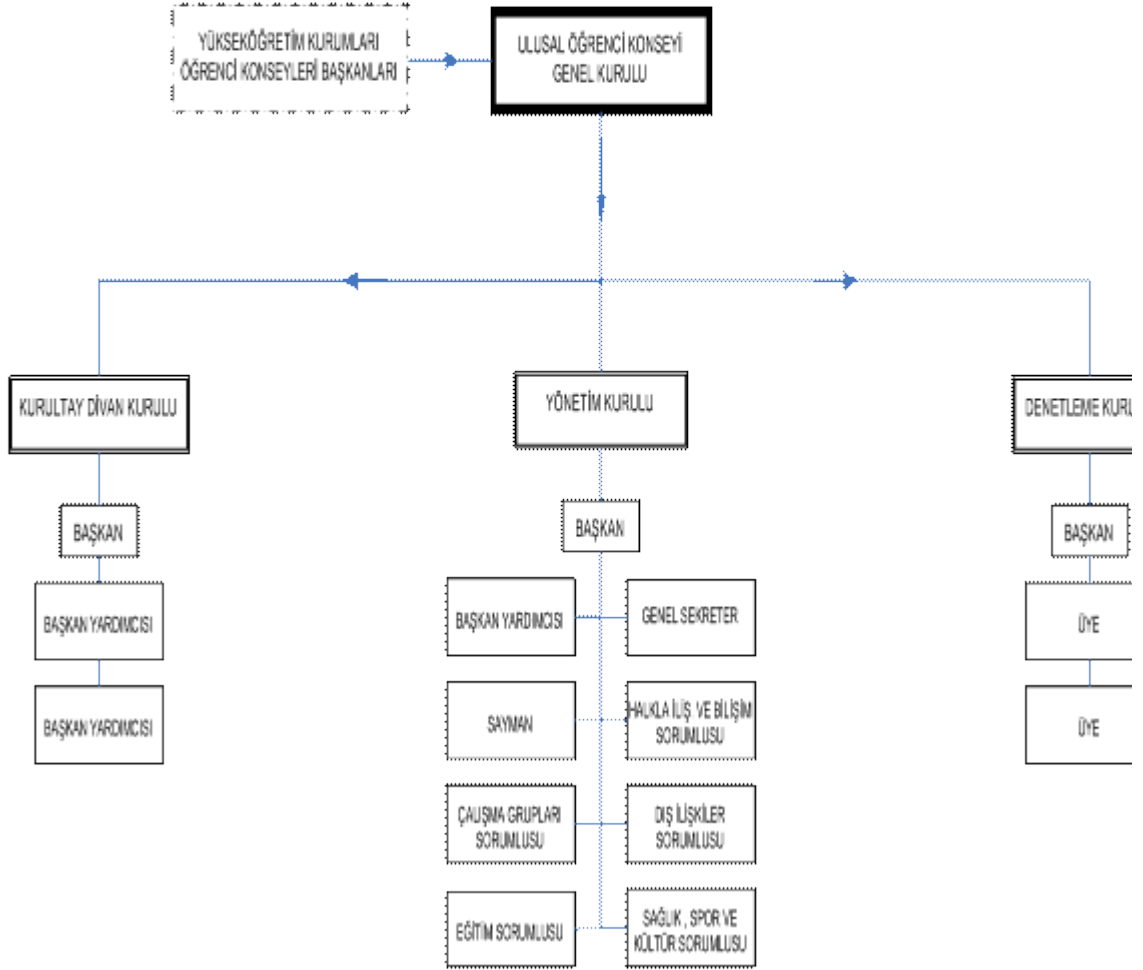 YÜKSEKÖĞRETİM KURUMLARI
ÖĞRENCİ KONSEYLERİ BAŞKANLARI
ULUSAL ÖĞRENCİ KONSEYİ
GENEL KURULU
KURULTAY DİVAN KURULU
YÖNETİM KURULU
DENETLEME KURU
BAŞKAN
BAŞKAN
BAŞKAN
BAŞKAN YARDIMCISI
BAŞKAN YARDIMCISI
GENEL SEKRETER
ÜYE
BAŞKAN YARDIMCISI
SAYMAN
HALKLA İLİŞ VE BİLİŞİM
SORUMLUSU
ÜYE
ÇALIŞMA GRUPLARI
SORUMLUSU
DIŞ İLİŞKİLER
SORUMLUSU
EĞİTİM SORUMLUSU
SAĞLIK , SPOR VE
KÜLTÜR SORUMLUSU